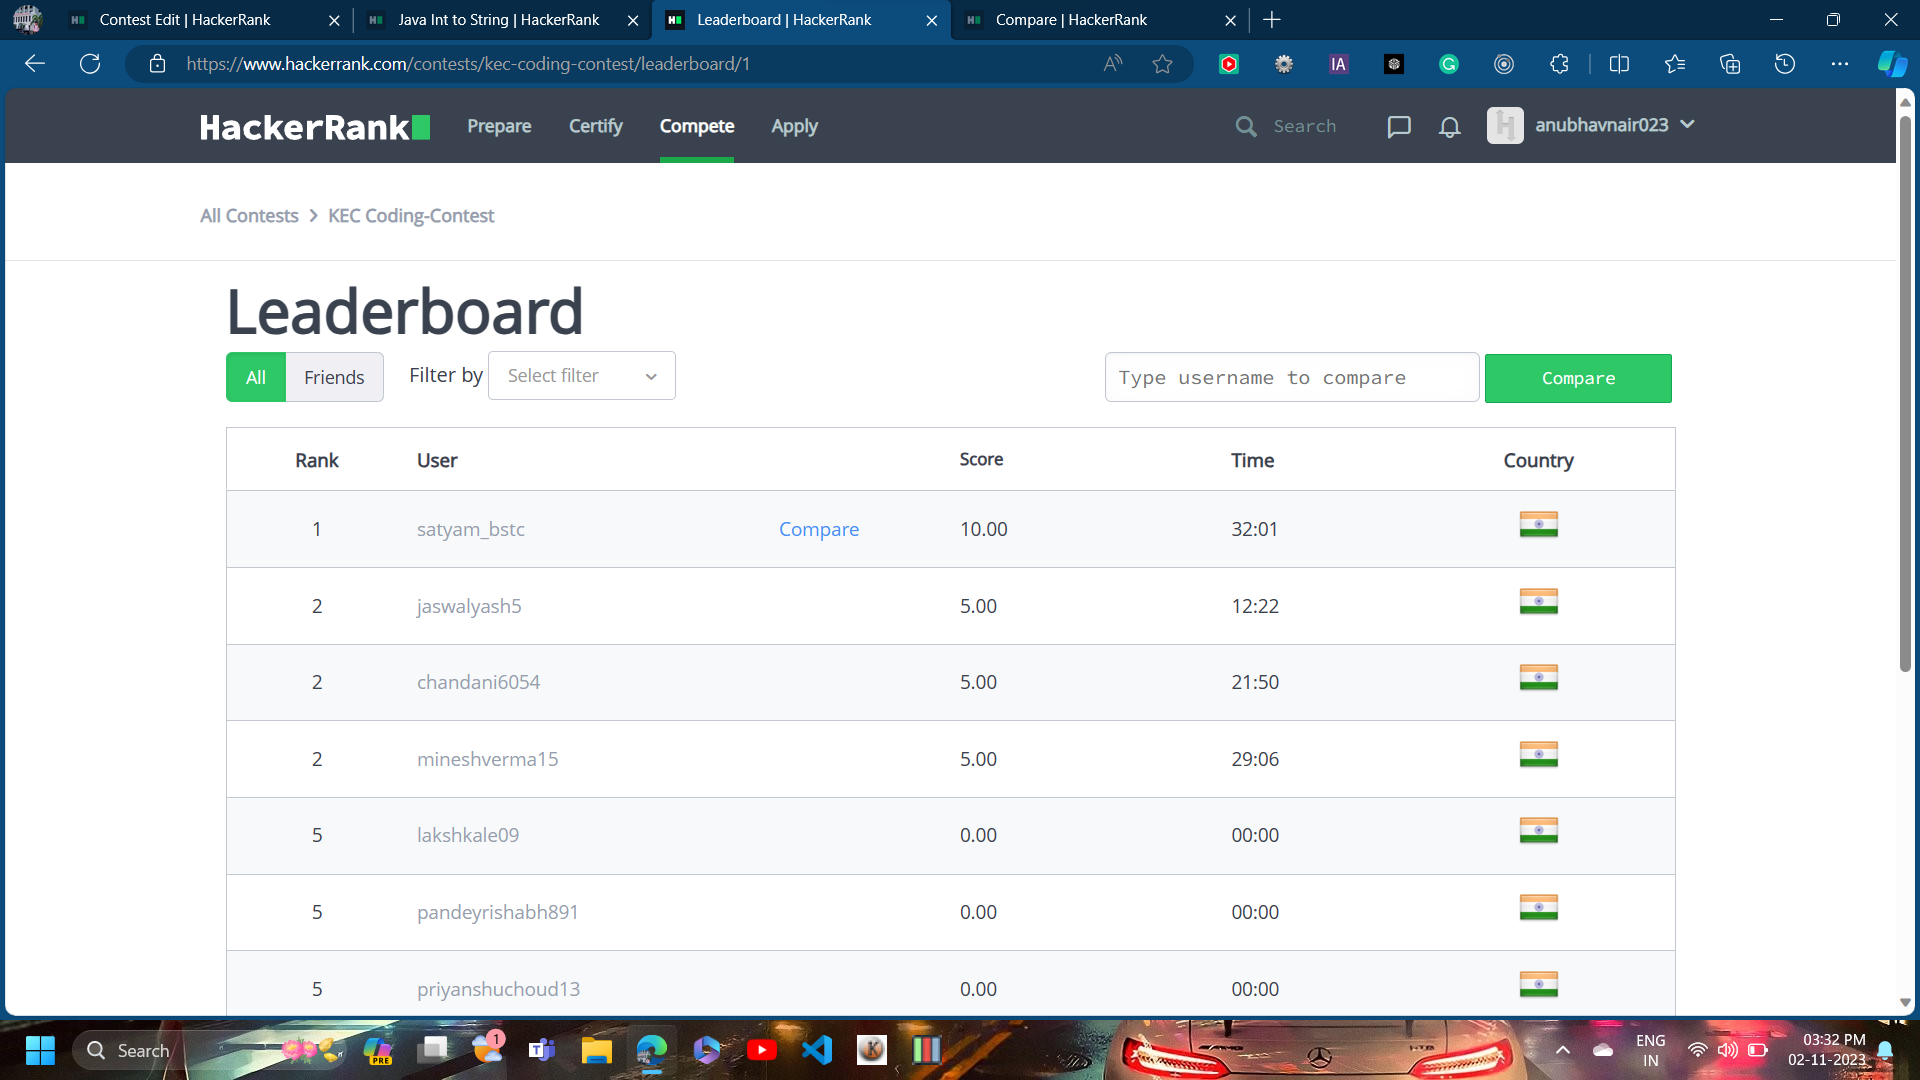 Contest Edit | HackerRank
Java Int to String | HackerRank
Leaderboard | HackerRank
Compare | HackerRank
https://www.hackerrank.com/contests/kec-coding-contest/leaderboard/1
IA
HackerRank
Prepare
Certify
Compete
Apply
Search
anubhavnair023
All Contests > KEC Coding-Contest
Leaderboard
All
Friends
Filter by
Select filter
Type username to compare
Compare
Rank User Score Time Country
1 satyam_bstc Compare 10.00 32:01
2 jaswalyash5 5.00 12:22
2 chandani6054 5.00 21:50
2 mineshverma15 5.00 29:06
5 lakshkale09 0.00 00:00
5 pandeyrishabh891 0.00 00:00
5 priyanshuchoud13 0.00 00:00
Search
PRE
1
ENG
IN
03:32 PM
02-11-2023